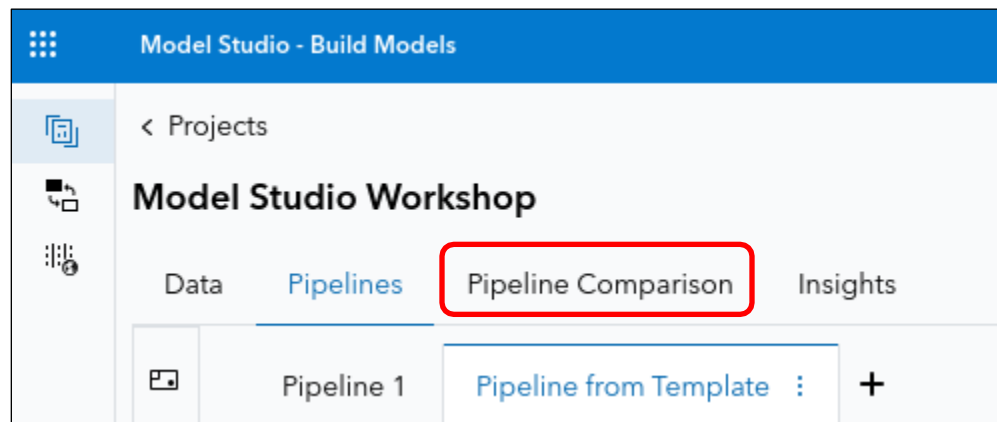 Model Studio - Build Models
< Projects
Model Studio Workshop
Data Pipelines Pipeline Comparison Insights
Pipeline 1 Pipeline from Template ⋮ +